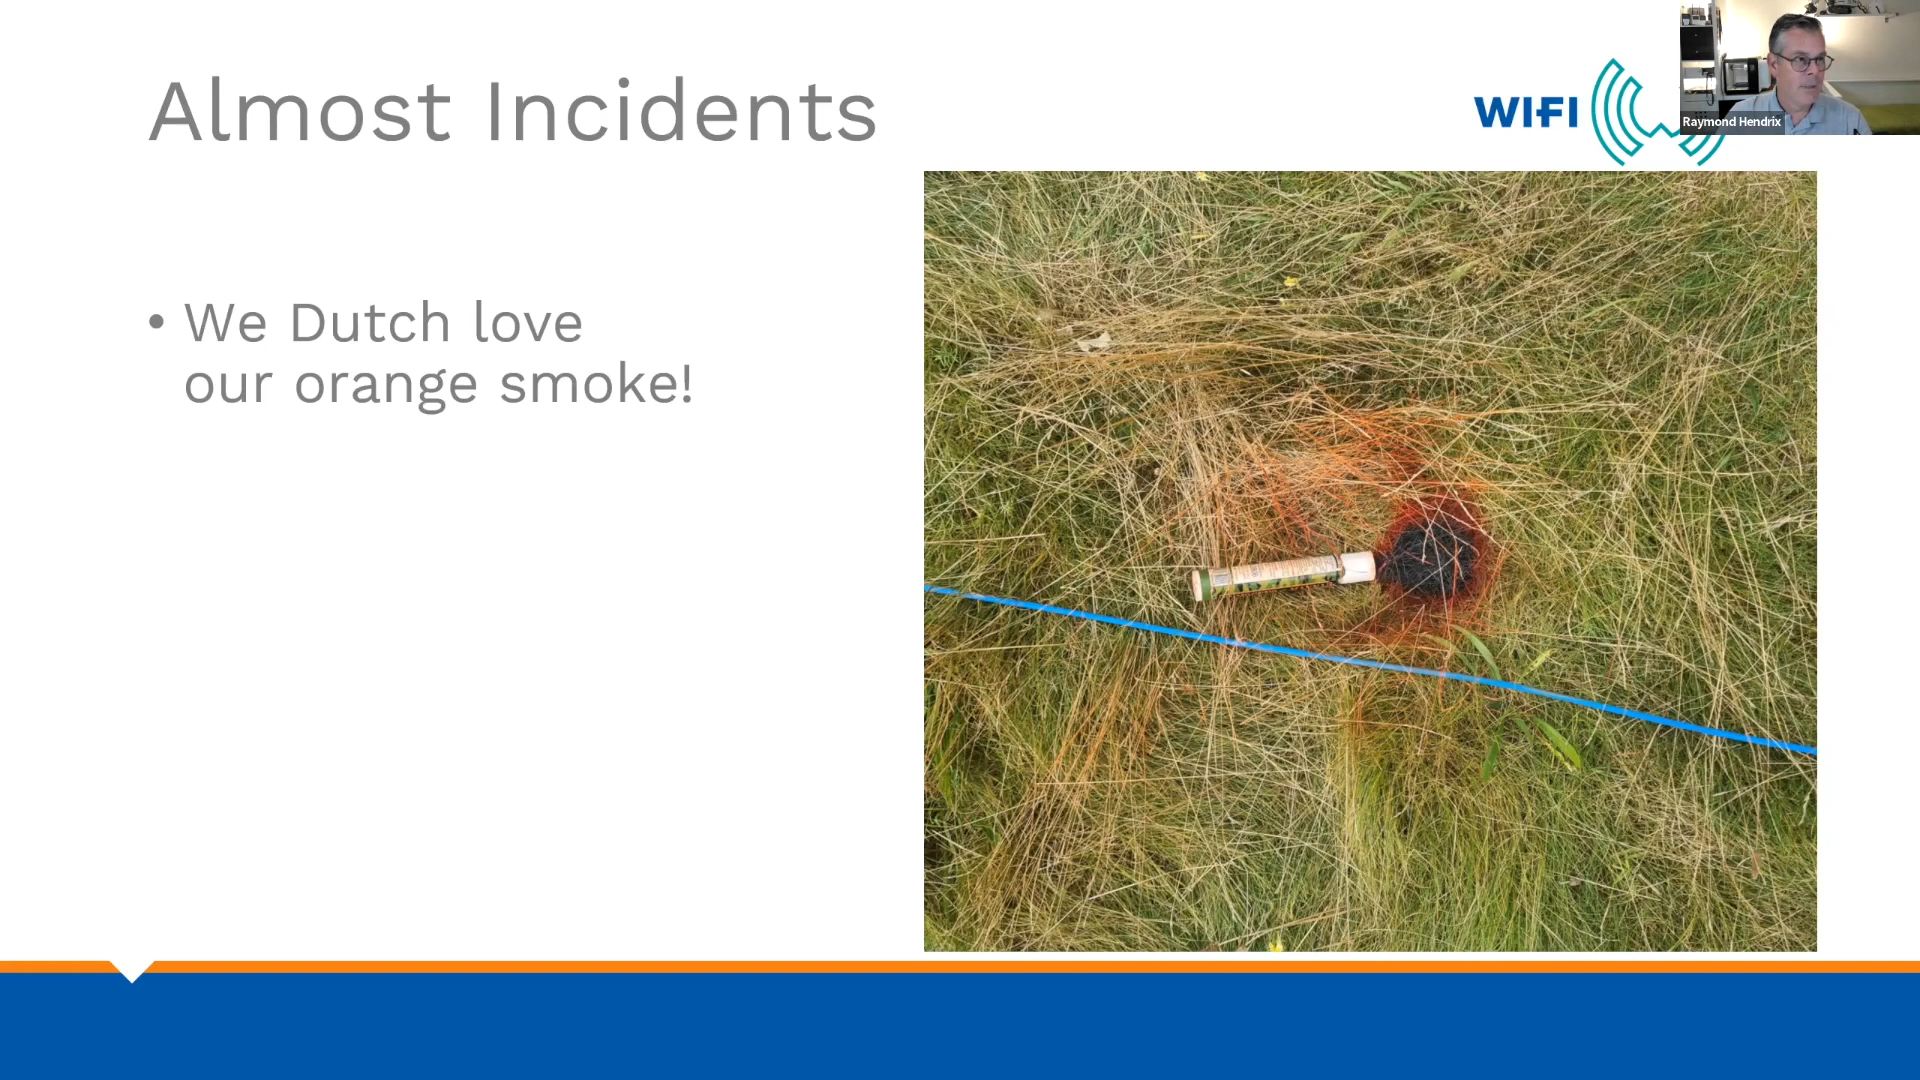 Almost Incidents
WIFI
Raymond Hendrix
• We Dutch love
our orange smoke!